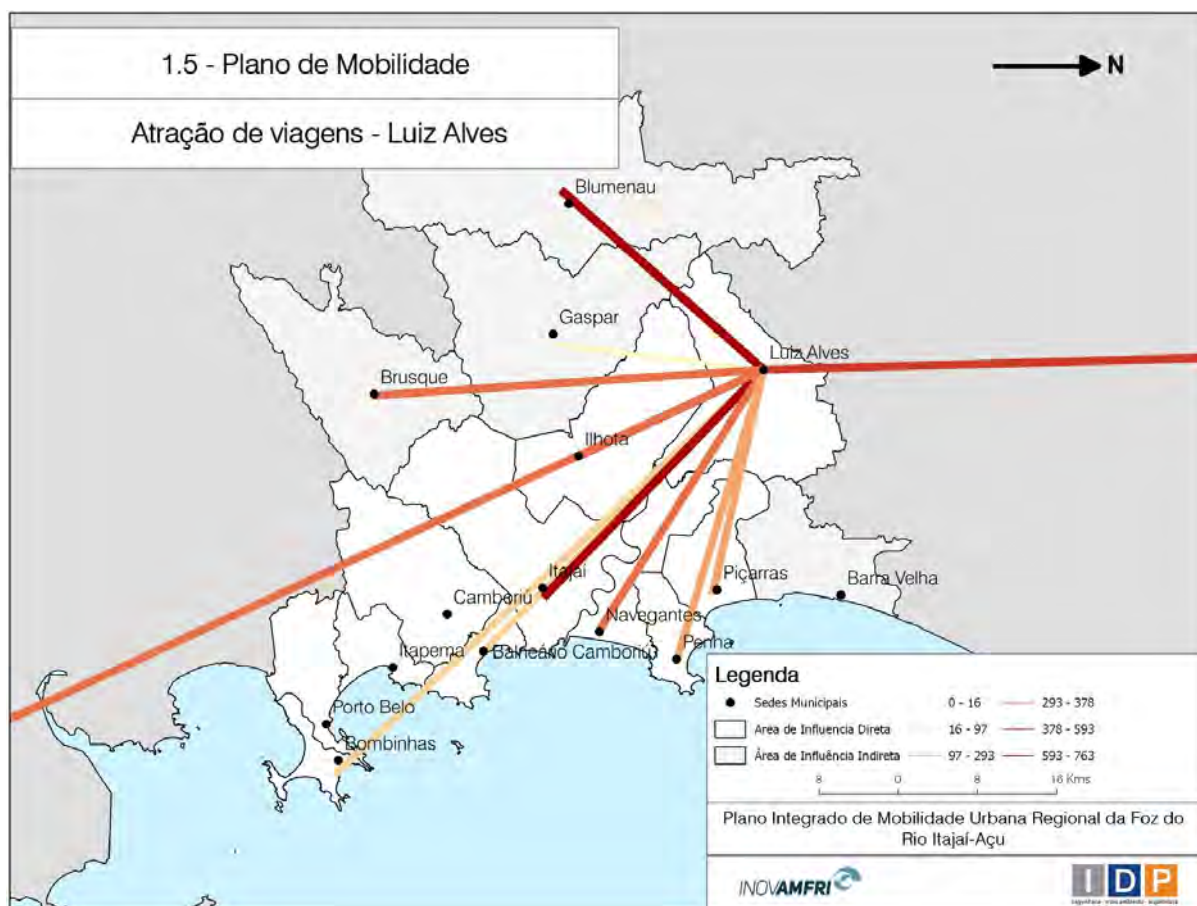 1.5 - Plano de Mobilidade
N
Atração de viagens - Luiz Alves
Blumenau
Gaspar
Luiz Alves
Brusque
Ilhota
Itajaí
Piçarras
Barra Velha
Camboriú
Navegantes
Itapema
Balneário Camboriú
Penha
Porto Belo
Bombinhas
Legenda
Sedes Municipais
0 - 16
293 - 378
Area de Influencia Direta
16 - 97
378 - 593
Área de Influência Indireta
97 - 293
593 - 763
8 0 8 16 Kms
Plano Integrado de Mobilidade Urbana Regional da Foz do
Rio Itajaí-Açu
INOVAMFRI
IDP